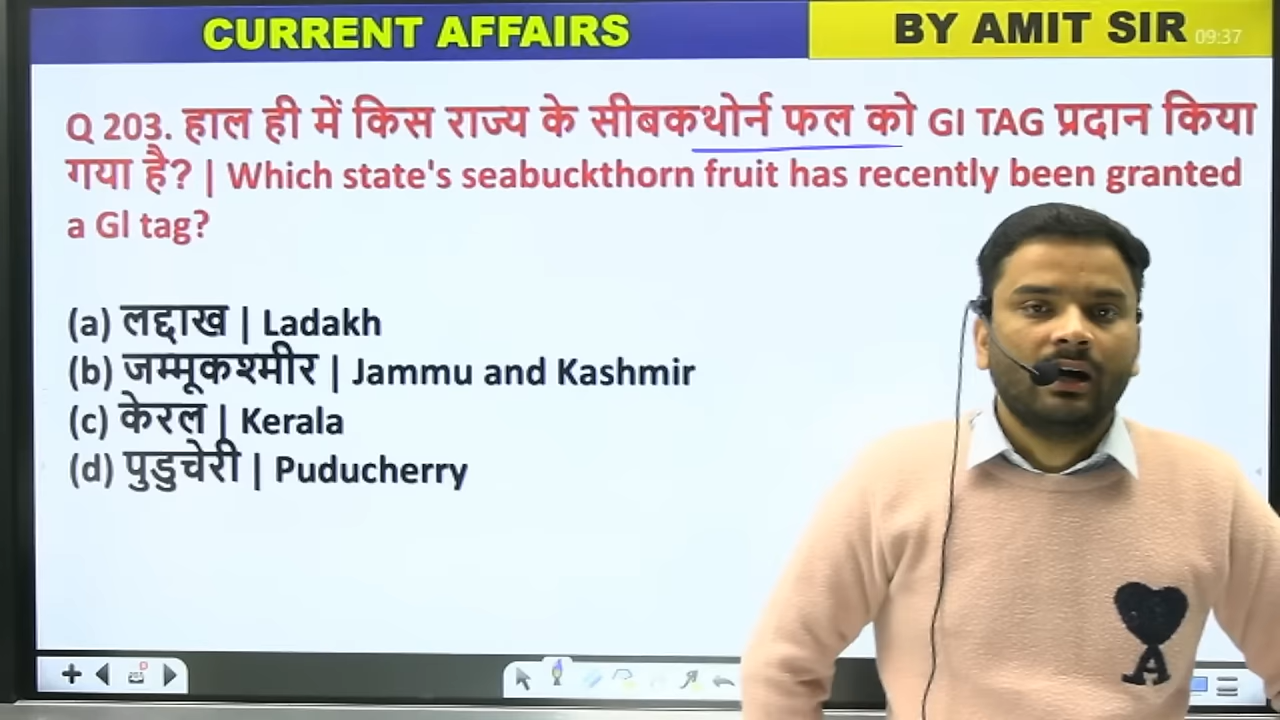 CURRENT AFFAIRS
BY AMIT SIR
09:37
Q 203. हाल ही में किस राज्य के सीबकथोर्न फल को GI TAG प्रदान किया
गया है? | Which state's seabuckthorn fruit has recently been granted
a GI tag?
(a) लद्दाख | Ladakh
(b) जम्मूकश्मीर | Jammu and Kashmir
(c) केरल | Kerala
(d) पुडुचेरी | Puducherry
A